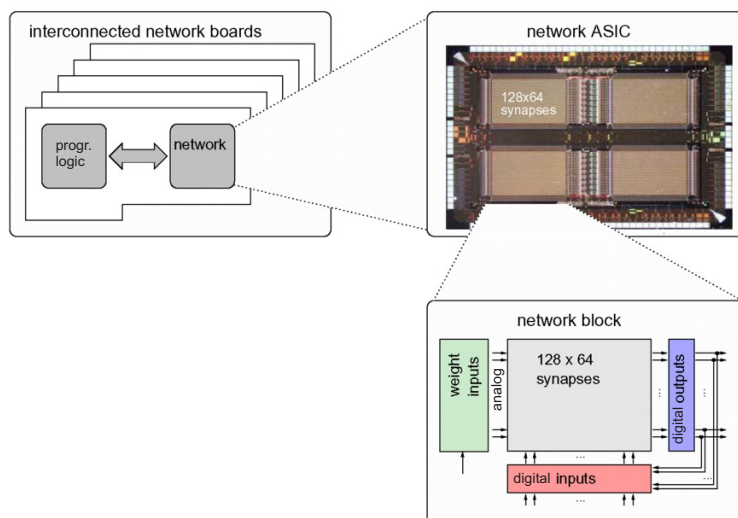 interconnected network boards
progr.
logic
network
network ASIC
128x64
synapses
network block
weight
inputs
analog
128 x 64
synapses
digital outputs
digital inputs